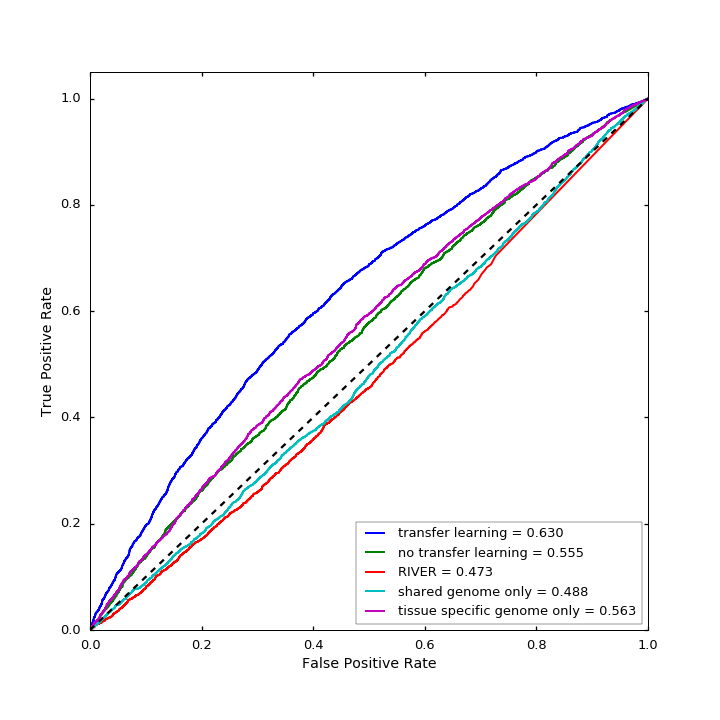 1.0
0.8
0.6
0.4
0.2
0.0
True Positive Rate
transfer learning = 0.630
no transfer learning = 0.555
RIVER = 0.473
shared genome only = 0.488
tissue specific genome only = 0.563
0.0 0.2 0.4 0.6 0.8 1.0
False Positive Rate